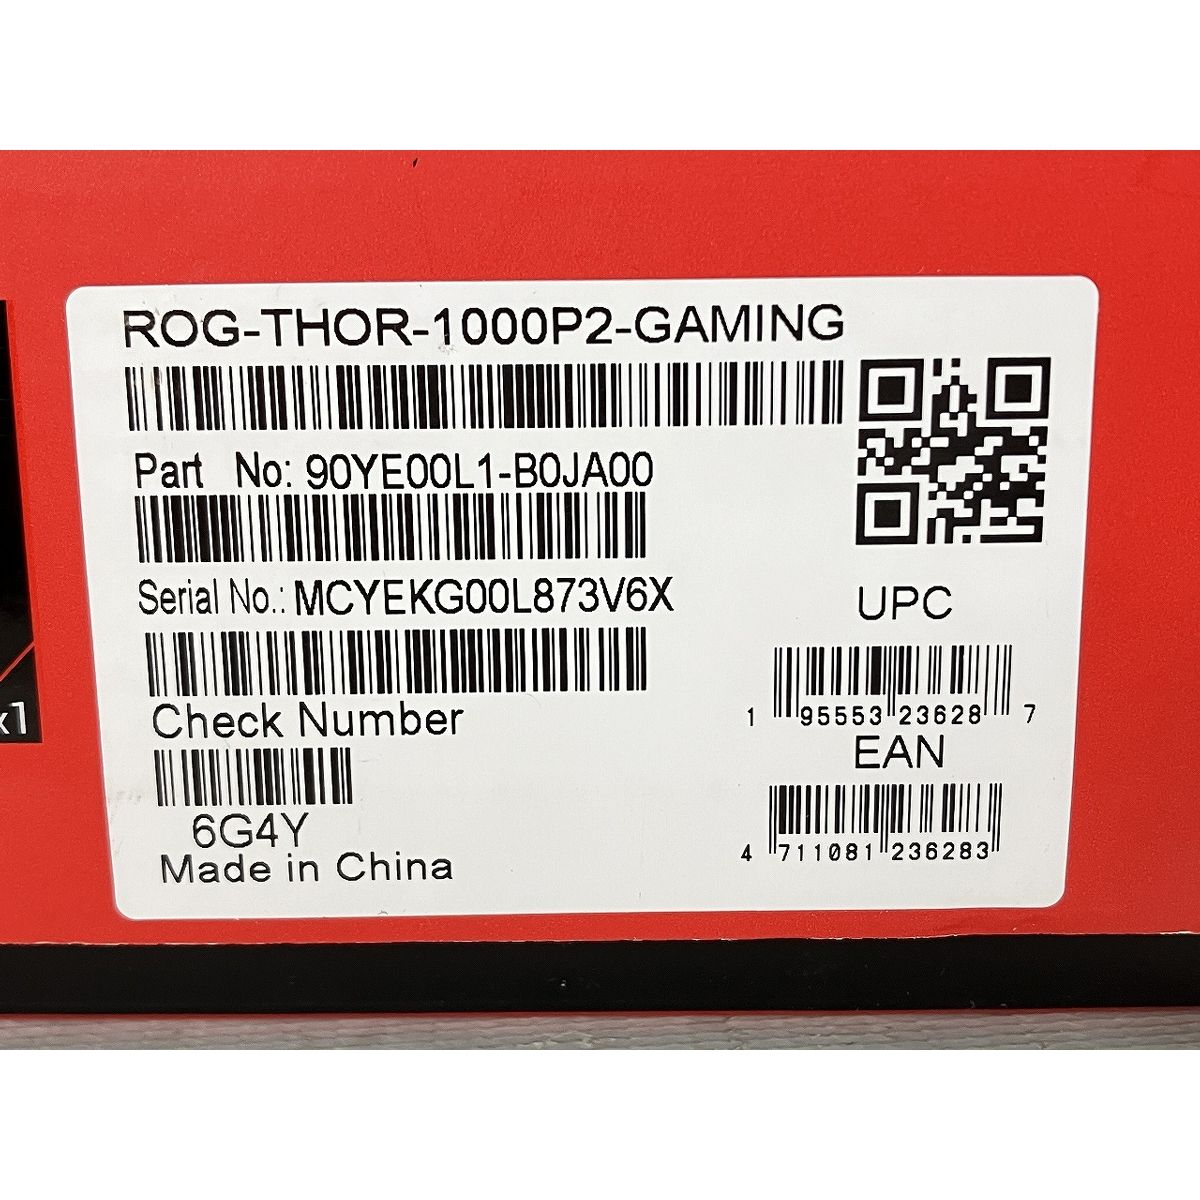 ROG-THOR-1000P2-GAMING
Part No: 90YE00L1-B0JA00
Serial No.: MCYEKG00L873V6X
Check Number
6G4Y
Made in China
UPC
1 95553 23628 7
EAN
4 711081 236283
x1